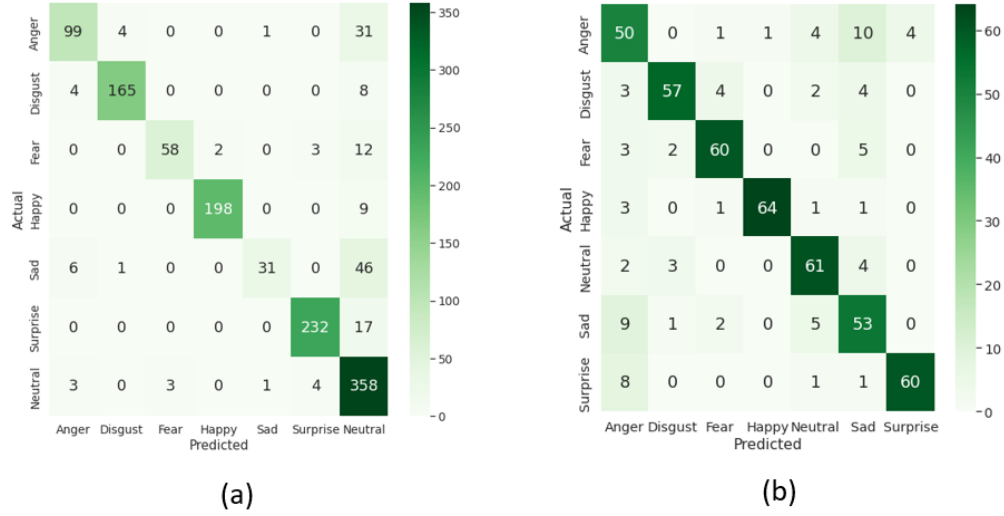 Actual
Anger 99 4 0 0 1 0 31
Disgust 4 165 0 0 0 0 8
Fear 0 0 58 2 0 3 12
Happy 0 0 0 198 0 0 9
Sad 6 1 0 0 31 0 46
Surprise 0 0 0 0 0 232 17
Neutral 3 0 3 0 1 4 358
Anger Disgust Fear Happy Sad Surprise Neutral
Predicted
350
300
250
200
150
100
50
0
(a)
Actual
Anger 50 0 1 1 4 10 4
Disgust 3 57 4 0 2 4 0
Fear 3 2 60 0 0 5 0
Happy 3 0 1 64 1 1 0
Neutral 2 3 0 0 61 4 0
Sad 9 1 2 0 5 53 0
Surprise 8 0 0 0 1 1 60
Anger Disgust Fear Happy Neutral Sad Surprise
Predicted
60
50
40
30
20
10
0
(b)